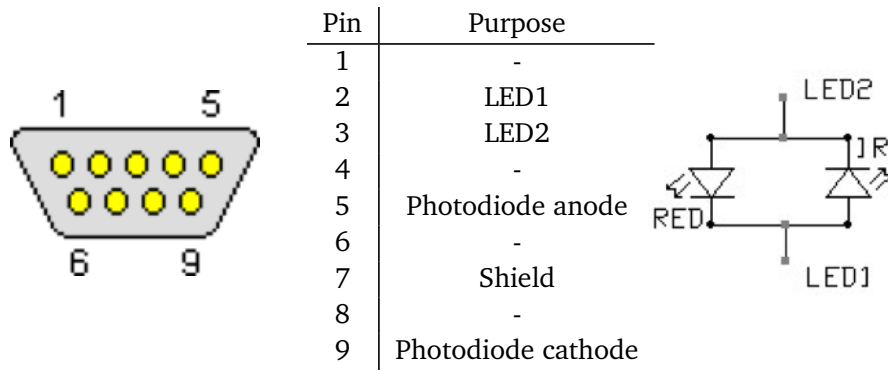 1 5
6 9
Pin Purpose
1 -
2 LED1
3 LED2
4 -
5 Photodiode anode
6 -
7 Shield
8 -
9 Photodiode cathode
LED2
RED
LED1